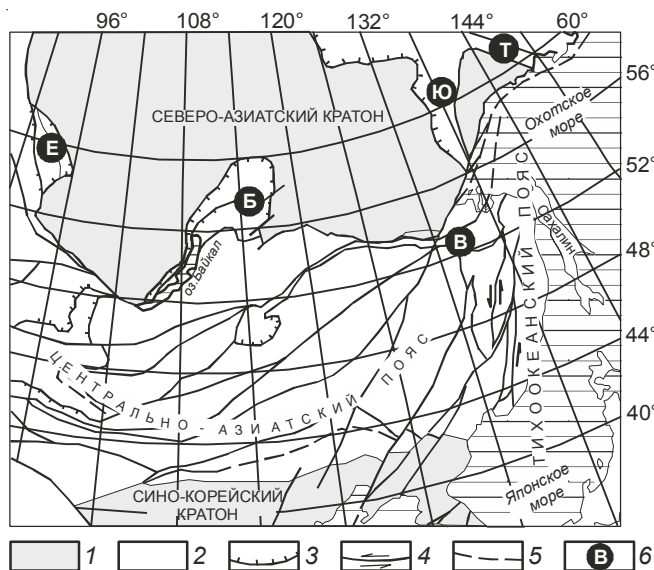 96° 108° 120° 132° 144° 60°
Т
56°
Ю
СЕВЕРО-АЗИАТСКИЙ КРАТОН
Охотское
море
Е
52°
Б
Сахалин
48°
В
оз.Байкал
44°
ЦЕНТРАЛЬНО-АЗИАТСКИЙ ПОЯС
ТИХООКЕАНСКИЙ ПОЯС
40°
СИНО-КОРЕЙСКИЙ
КРАТОН
Японское
море
1 2 3 4 5 В 6